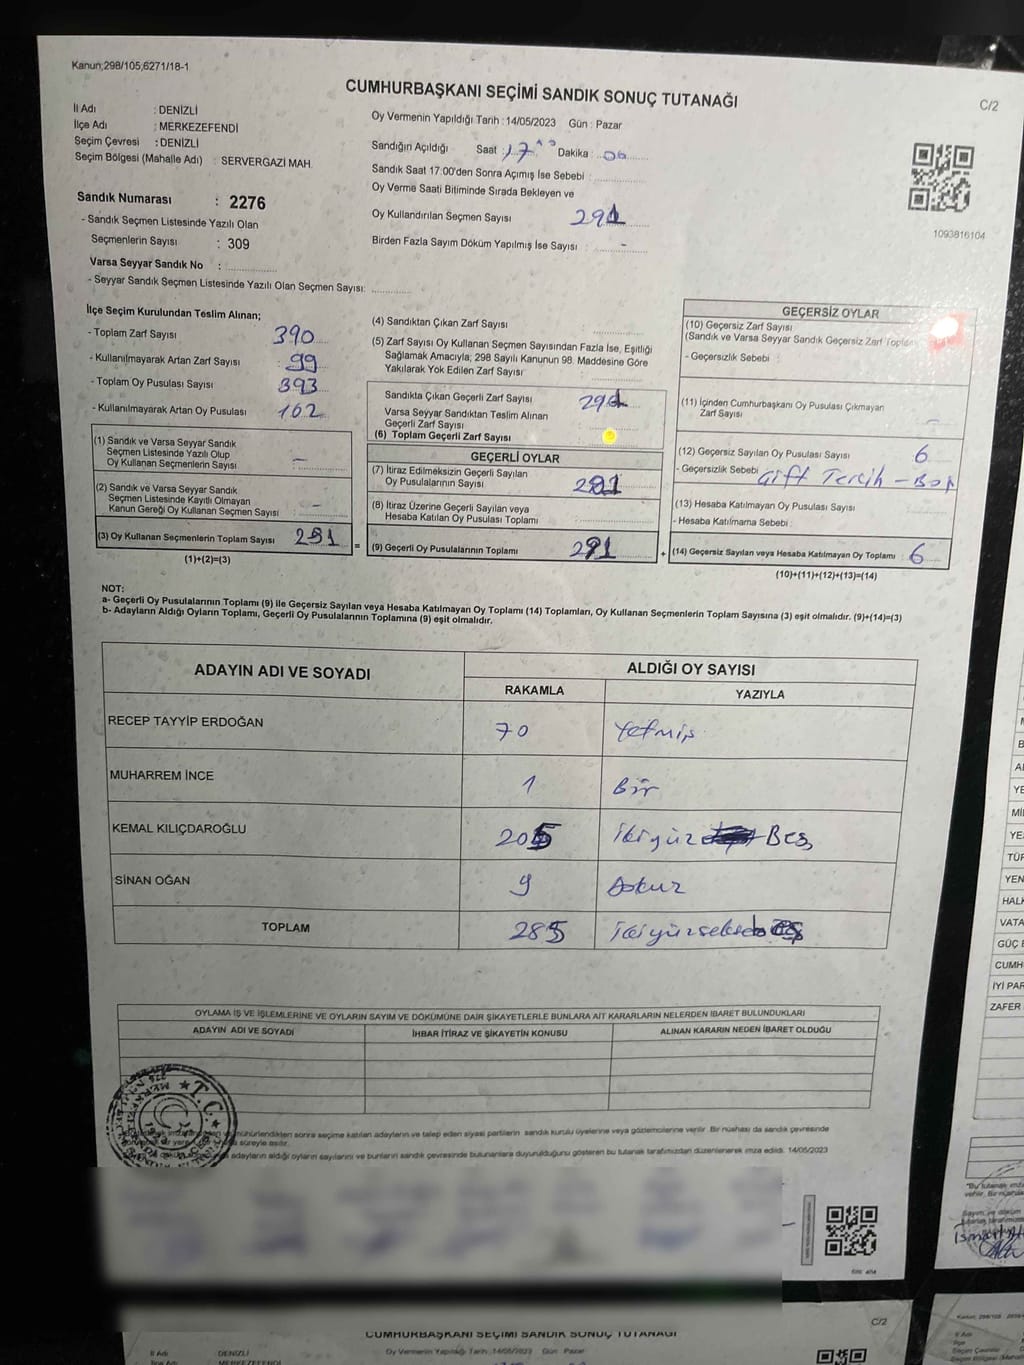 Kanun;298/105,6271/18-1
CUMHURBAŞKANI SEÇİMİ SANDIK SONUÇ TUTANAĞI
C/2
İl Adı : DENİZLİ
İlçe Adı : MERKEZEFENDİ
Seçim Çevresi : DENİZLİ
Seçim Bölgesi (Mahalle Adı) : SERVERGAZİ MAH.
Oy Vermenin Yapıldığı Tarih : 14/05/2023 Gün : Pazar
Sandığın Açıldığı Saat : 17 Dakika :
Sandık Saat 17:00'den Sonra Açımış İse Sebebi :
Oy Verme Saati Bitiminde Sırada Bekleyen ve
Oy Kullandırılan Seçmen Sayısı 291
Birden Fazla Sayım Döküm Yapılmış İse Sayısı : -
1093816104
Sandık Numarası : 2276
- Sandık Seçmen Listesinde Yazılı Olan
Seçmenlerin Sayısı : 309
Varsa Seyyar Sandık No :
- Seyyar Sandık Seçmen Listesinde Yazılı Olan Seçmen Sayısı:
İlçe Seçim Kurulundan Teslim Alınan;
- Toplam Zarf Sayısı 390
- Kullanılmayarak Artan Zarf Sayısı : 99
- Toplam Oy Pusulası Sayısı 393
- Kullanılmayarak Artan Oy Pusulası 102
(1) Sandık ve Varsa Seyyar Sandık
Seçmen Listesinde Yazılı Olup
Oy Kullanan Seçmenlerin Sayısı : -
(2) Sandık ve Varsa Seyyar Sandık
Seçmen Listesinde Kayıtlı Olmayan
Kanun Gereği Oy Kullanan Seçmen Sayısı : -
(3) Oy Kullanan Seçmenlerin Toplam Sayısı 291
(1)+(2)=(3)
(4) Sandıktan Çıkan Zarf Sayısı
(5) Zarf Sayısı Oy Kullanan Seçmen Sayısından Fazla İse, Eşitliği
Sağlamak Amacıyla; 298 Sayılı Kanunun 98. Maddesine Göre
Yakılarak Yok Edilen Zarf Sayısı
Sandıkta Çıkan Geçerli Zarf Sayısı 291
Varsa Seyyar Sandıktan Teslim Alınan
Geçerli Zarf Sayısı
(6) Toplam Geçerli Zarf Sayısı
GEÇERLİ OYLAR
(7) İtiraz Edilmeksizin Geçerli Sayılan
Oy Pusulalarının Sayısı 291
(8) İtiraz Üzerine Geçerli Sayılan veya
Hesaba Katılan Oy Pusulası Toplamı
= (9) Geçerli Oy Pusulalarının Toplamı 291
GEÇERSİZ OYLAR
(10) Geçersiz Zarf Sayısı
(Sandık ve Varsa Seyyar Sandık Geçersiz Zarf
- Geçersizlik Sebebi :
(11) İçinden Cumhurbaşkanı Oy Pusulası Çıkmayan
Zarf Sayısı
(12) Geçersiz Sayılan Oy Pusulası Sayısı 6
- Geçersizlik Sebebi Çift Tercih - Boş
(13) Hesaba Katılmayan Oy Pusulası Sayısı
- Hesaba Katılmama Sebebi :
+ (14) Geçersiz Sayılan veya Hesaba Katılmayan Oy Toplamı 6
(10)+(11)+(12)+(13)=(14)
NOT:
a- Geçerli Oy Pusulalarının Toplamı (9) ile Geçersiz Sayılan veya Hesaba Katılmayan Oy Toplamı (14) Toplamları, Oy Kullanan Seçmenlerin Toplam Sayısına (3) eşit olmalıdır. (9)+(14)=(3)
b- Adayların Aldığı Oyların Toplamı, Geçerli Oy Pusulalarının Toplamına (9) eşit olmalıdır.
ADAYIN ADI VE SOYADI ALDIĞI OY SAYISI
RAKAMLA YAZIYLA
RECEP TAYYİP ERDOĞAN 70 Yetmiş
MUHARREM İNCE 1 Bir
KEMAL KILIÇDAROĞLU 205 ikiyüz Beş
SİNAN OĞAN 9 Dokuz
TOPLAM 285 ikiyüzseksen beş
OYLAMA İŞ VE İŞLEMLERİNE VE OYLARIN SAYIM VE DÖKÜMÜNE DAİR ŞİKAYETLERLE BUNLARA AİT KARARLARIN NELERDEN İBARET BULUNDUKLARI
ADAYIN ADI VE SOYADI İHBAR İTİRAZ VE ŞİKAYETİN KONUSU ALINAN KARARIN NEDEN İBARET OLDUĞU
T.C.
mühürlendikten sonra seçime katılan adayların ve talep eden siyasi partilerin sandık kurulu üyelerine veya gözlemcilerine verilir. Bir nüshası da sandık çevresinde
süreyle asılır.
adayların aldığı oyların sayılarını ve bunların sandık çevresinde bulunanlara duyurulduğunu gösteren bu tutanak tarafımızdan düzenlenerek imza edildi. 14/05/2023
C/2
CUMHURBAŞKANI SEÇİMİ SANDIK SONUÇ TUTANAĞI
İl Adı : DENİZLİ
Oy Vermenin Yapıldığı Tarih :14/05/2023 Gün : Pazar
İlçe Adı : MERKEZEFENDİ
YEN
HALK
VATA
GÜÇ B
CUMH
İYİ PAR
ZAFER